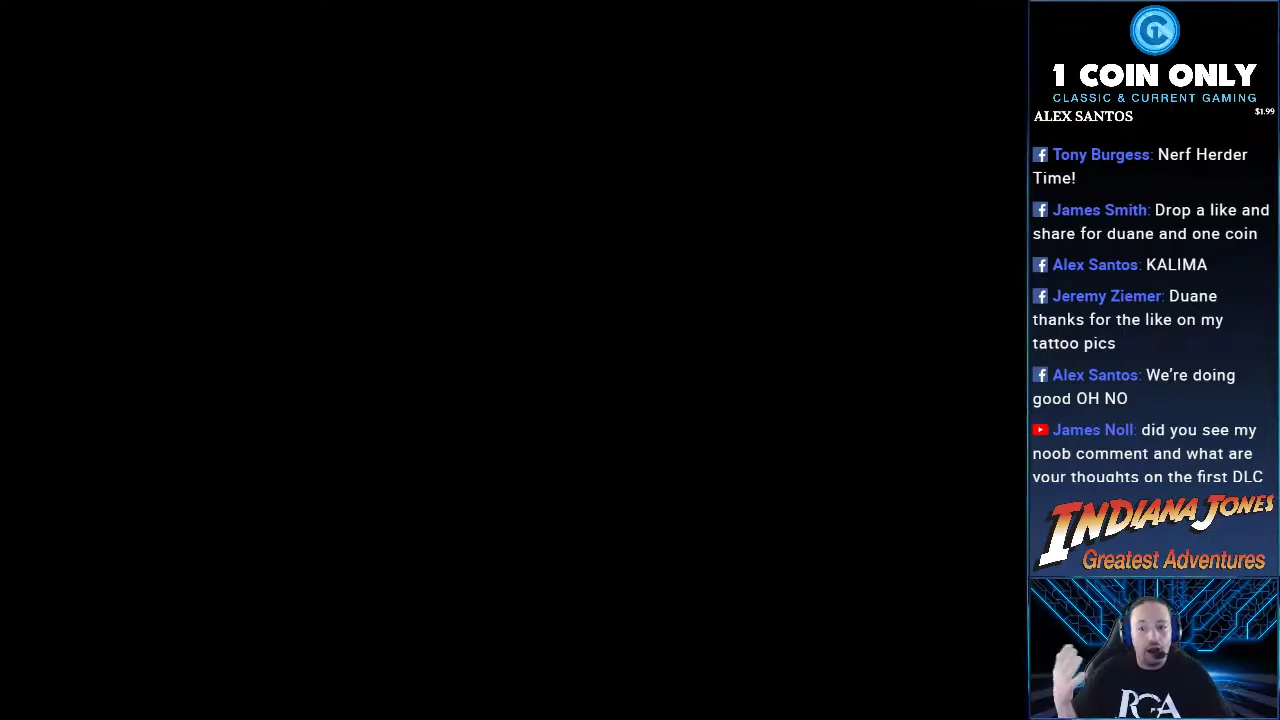 1 COIN ONLY
CLASSIC & CURRENT GAMING
ALEX SANTOS $1.99
Tony Burgess: Nerf Herder
Time!
James Smith: Drop a like and
share for duane and one coin
Alex Santos: KALIMA
Jeremy Ziemer: Duane
thanks for the like on my
tattoo pics
Alex Santos: We’re doing
good OH NO
James Noll: did you see my
noob comment and what are
your thoughts on the first DLC
INDIANA JONES
Greatest Adventures
RCA